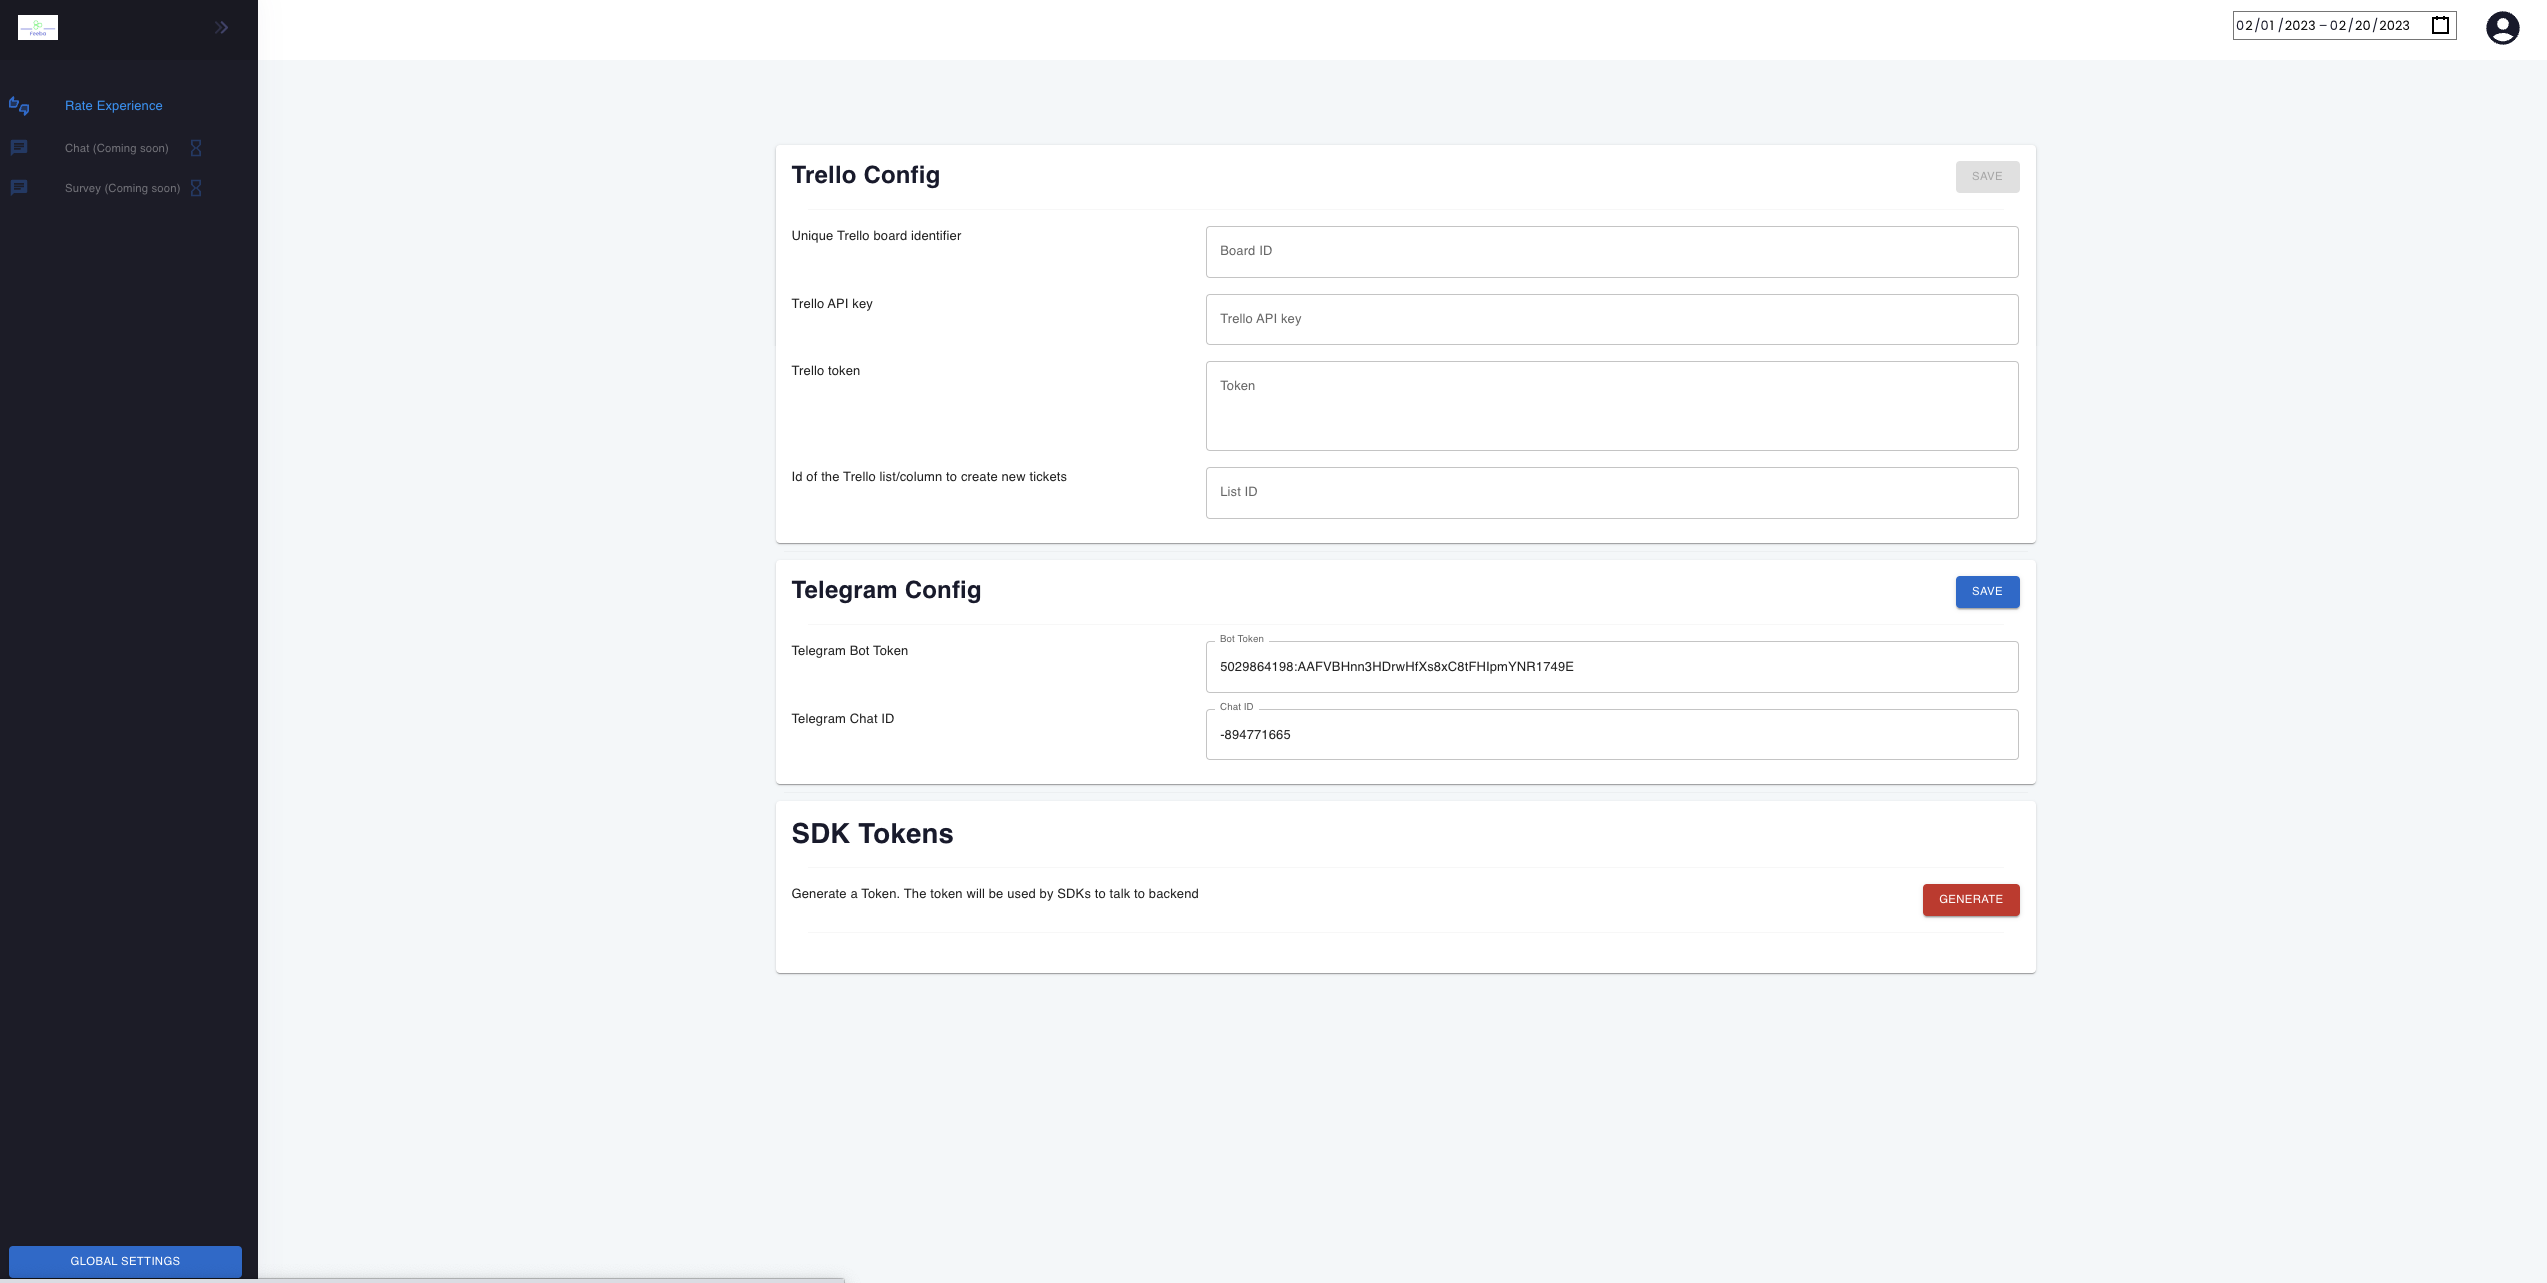 Feeba
02/01/2023 – 02/20/2023
Rate Experience
Chat (Coming soon)
Survey (Coming soon)
Trello Config
SAVE
Unique Trello board identifier
Board ID
Trello API key
Trello API key
Trello token
Token
Id of the Trello list/column to create new tickets
List ID
Telegram Config
SAVE
Telegram Bot Token
Bot Token
5029864198:AAFVBHnn3HDrwHfXs8xC8tFHIpmYNR1749E
Telegram Chat ID
Chat ID
-894771665
SDK Tokens
Generate a Token. The token will be used by SDKs to talk to backend
GENERATE
GLOBAL SETTINGS